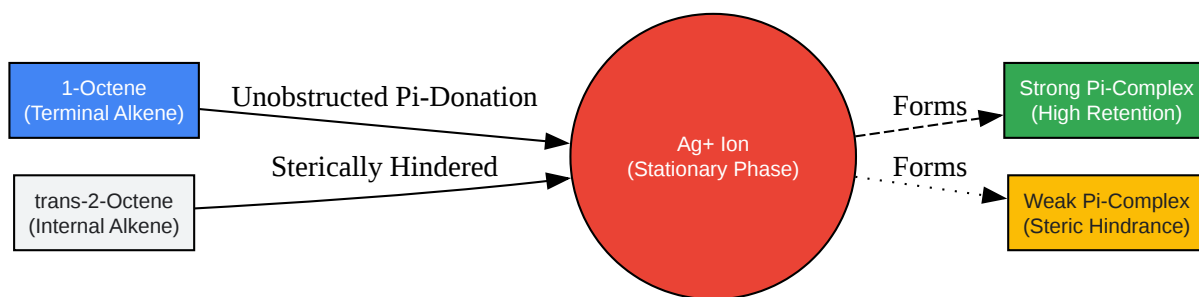 1-Octene
(Terminal Alkene)
Unobstructed Pi-Donation
trans-2-Octene
(Internal Alkene)
Sterically Hindered
Ag+ Ion
(Stationary Phase)
Forms
Strong Pi-Complex
(High Retention)
Forms
Weak Pi-Complex
(Steric Hindrance)